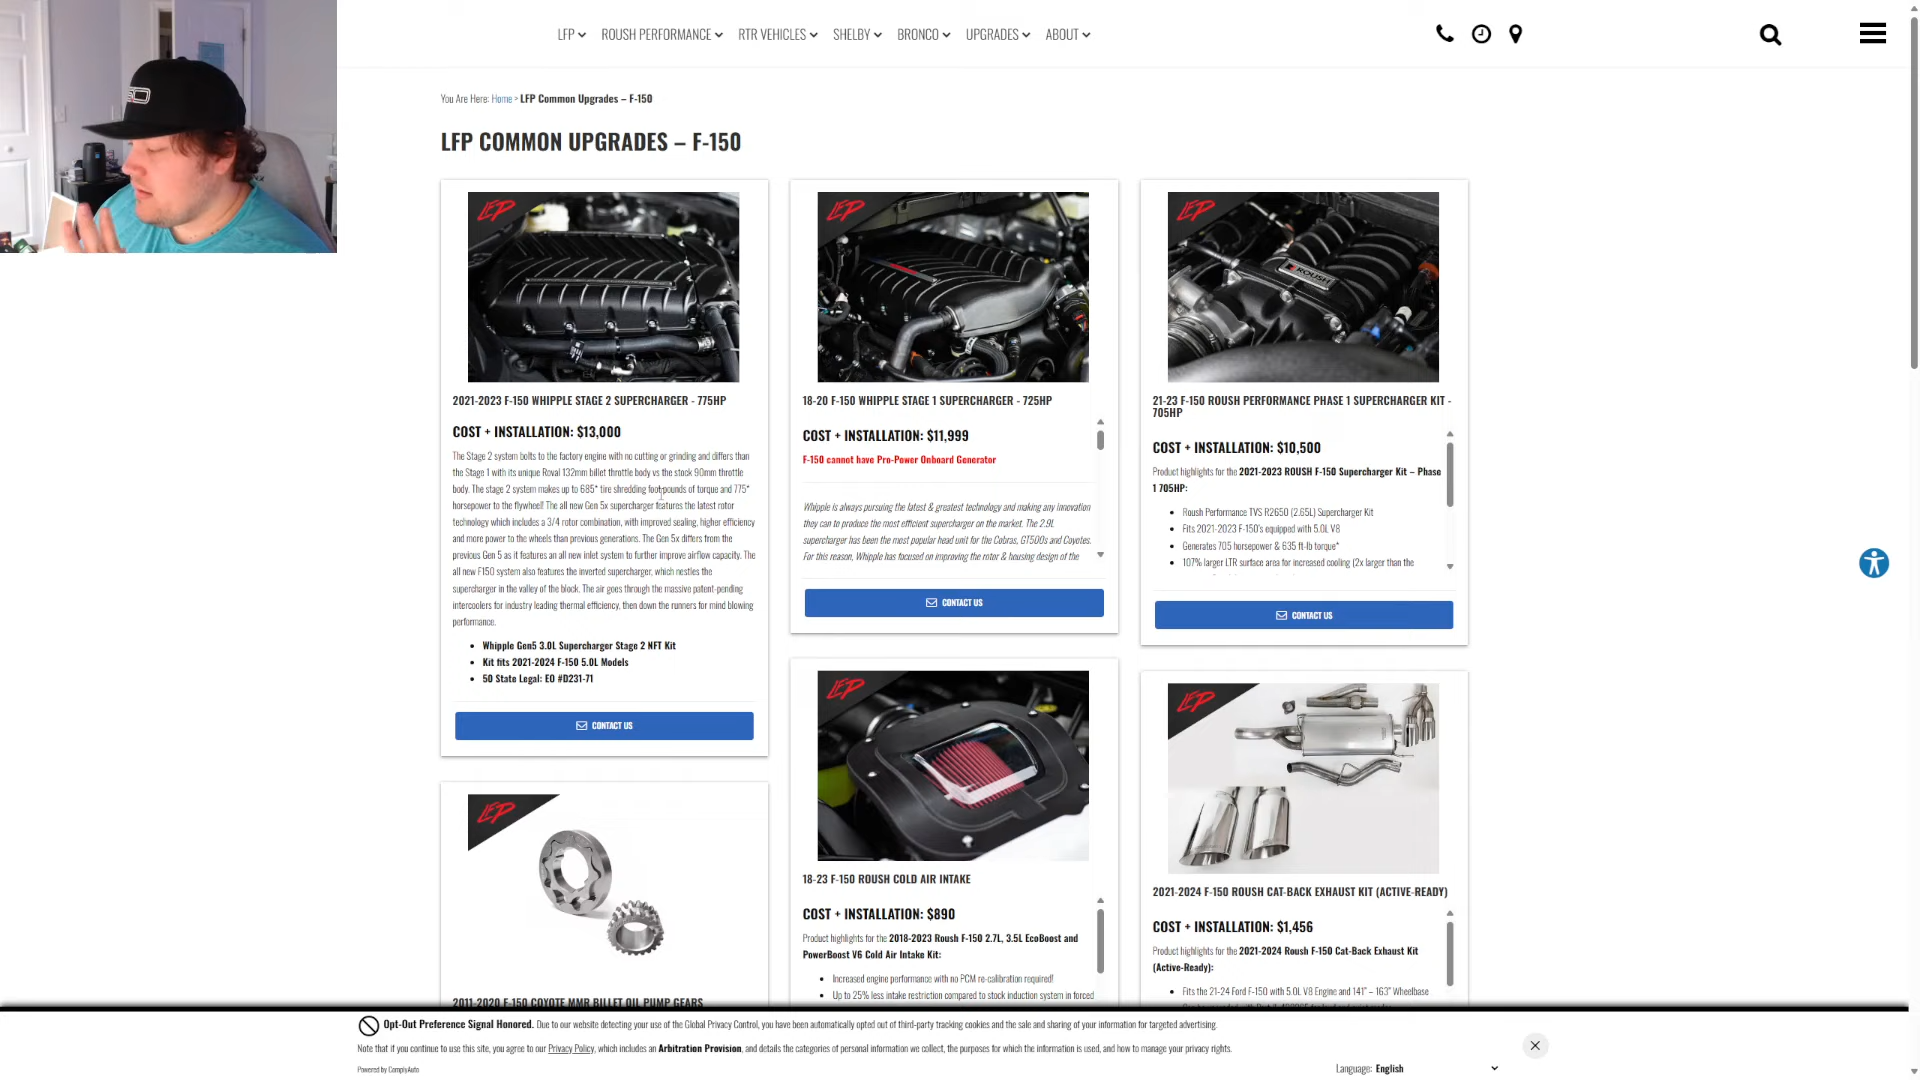 LFP
ROUSH PERFORMANCE
RTR VEHICLES
SHELBY
BRONCO
UPGRADES
ABOUT
You Are Here: Home > LFP Common Upgrades – F-150
LFP COMMON UPGRADES – F-150
LFP
2021-2023 F-150 WHIPPLE STAGE 2 SUPERCHARGER - 775HP
COST + INSTALLATION: $13,000
The Stage 2 system bolts to the factory engine with no cutting or grinding and differs than
the Stage 1 with its unique Roval 132mm billet throttle body vs the stock 90mm throttle
body. The stage 2 system makes up to 685* tire shredding foot-pounds of torque and 775*
horsepower to the flywheel! The all new Gen 5x supercharger features the latest rotor
technology which includes a 3/4 rotor combination, with improved sealing, higher efficiency
and more power to the wheels than previous generations. The Gen 5x differs from the
previous Gen 5 as it features an all new inlet system to further improve airflow capacity. The
all new F150 system also features the inverted supercharger, which nestles the
supercharger in the valley of the block. The air goes through the massive patent-pending
intercoolers for industry leading thermal efficiency, then down the runners for mind blowing
performance.
Whipple Gen5 3.0L Supercharger Stage 2 NFT Kit
Kit fits 2021-2024 F-150 5.0L Models
50 State Legal: EO #D231-71
CONTACT US
LFP
2011-2020 F-150 COYOTE MMR BILLET OIL PUMP GEARS
LFP
18-20 F-150 WHIPPLE STAGE 1 SUPERCHARGER - 725HP
COST + INSTALLATION: $11,999
F-150 cannot have Pro-Power Onboard Generator
Whipple is always pursuing the latest & greatest technology and making any innovation
they can to produce the most efficient supercharger on the market. The 2.9L
supercharger has been the most popular head unit for the Cobras, GT500s and Coyotes.
For this reason, Whipple has focused on improving the rotor & housing design of the
CONTACT US
LFP
18-23 F-150 ROUSH COLD AIR INTAKE
COST + INSTALLATION: $890
Product highlights for the 2018-2023 Roush F-150 2.7L, 3.5L EcoBoost and
PowerBoost V6 Cold Air Intake Kit:
Increased engine performance with no PCM re-calibration required!
Up to 25% less intake restriction compared to stock induction system in forced
LFP
ROUSH
21-23 F-150 ROUSH PERFORMANCE PHASE 1 SUPERCHARGER KIT -
705HP
COST + INSTALLATION: $10,500
Product highlights for the 2021-2023 ROUSH F-150 Supercharger Kit – Phase
1 705HP:
Roush Performance TVS R2650 (2.65L) Supercharger Kit
Fits 2021-2023 F-150's equipped with 5.0L V8
Generates 705 horsepower & 635 ft-lb torque*
107% larger LTR surface area for increased cooling (2x larger than the
CONTACT US
LFP
2021-2024 F-150 ROUSH CAT-BACK EXHAUST KIT (ACTIVE-READY)
COST + INSTALLATION: $1,456
Product highlights for the 2021-2024 Roush F-150 Cat-Back Exhaust Kit
(Active-Ready):
Fits the 21-24 Ford F-150 with 5.0L V8 Engine and 141" – 163" Wheelbase
Opt-Out Preference Signal Honored. Due to our website detecting your use of the Global Privacy Control, you have been automatically opted out of third-party tracking cookies and the sale and sharing of your information for targeted advertising.
Note that if you continue to use this site, you agree to our Privacy Policy, which includes an Arbitration Provision, and details the categories of personal information we collect, the purposes for which the information is used, and how to manage your privacy rights.
Powered by ComplyAuto
Language: English